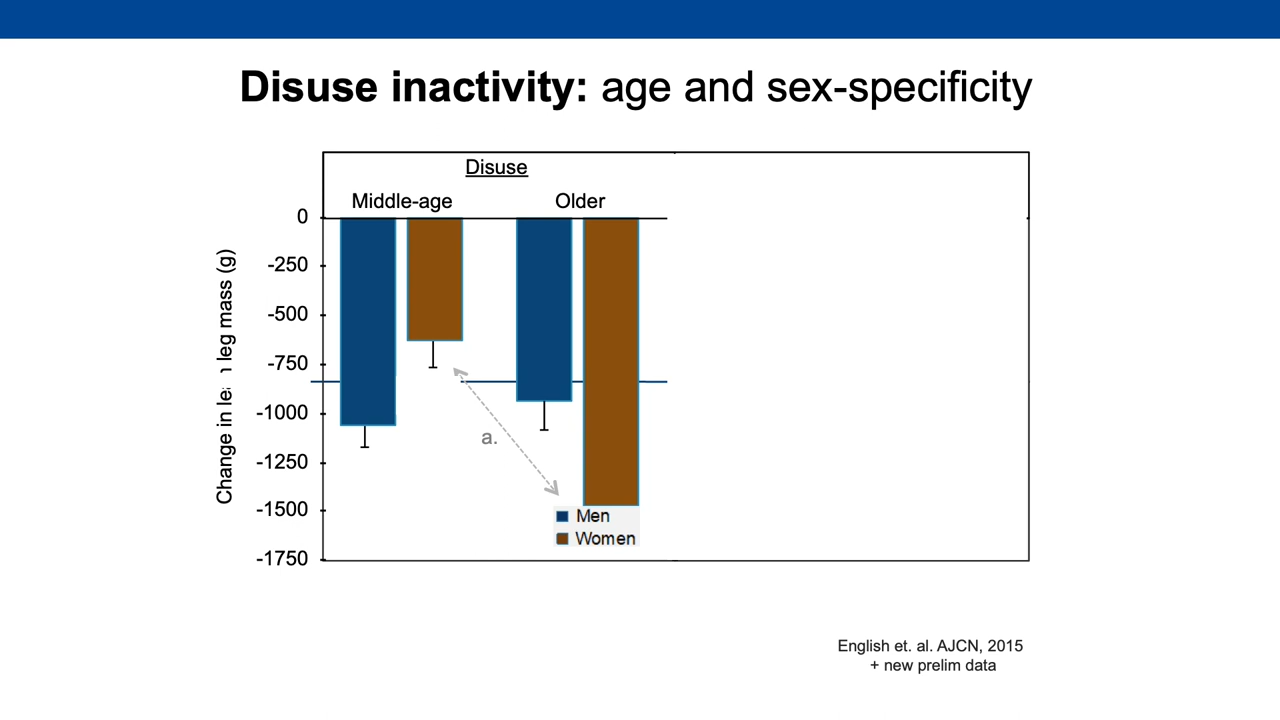 Disuse inactivity: age and sex-specificity
Disuse
Middle-age
Older
0
-250
-500
-750
-1000
-1250
-1500
-1750
Change in leg mass (g)
a.
Men
Women
English et. al. AJCN, 2015
+ new prelim data